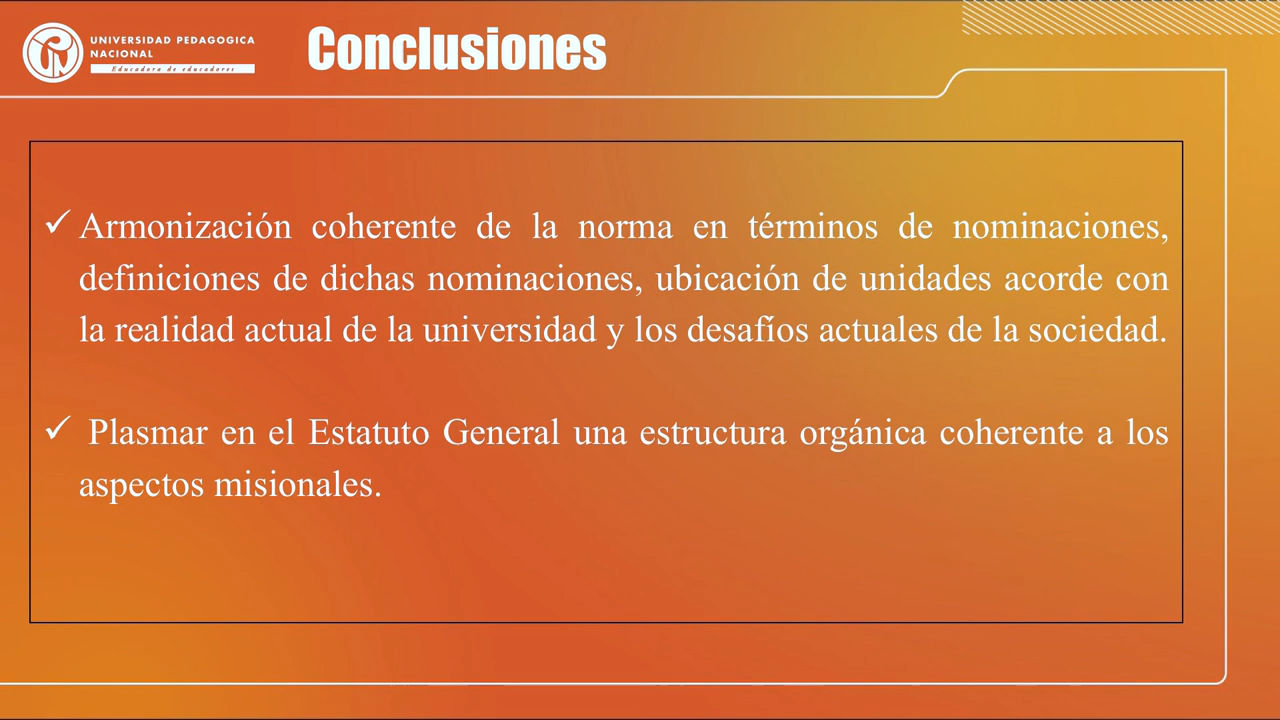 UNIVERSIDAD PEDAGOGICA
NACIONAL
Educadora de educadores
Conclusiones
✓ Armonización coherente de la norma en términos de nominaciones,
definiciones de dichas nominaciones, ubicación de unidades acorde con
la realidad actual de la universidad y los desafíos actuales de la sociedad.
✓ Plasmar en el Estatuto General una estructura orgánica coherente a los
aspectos misionales.